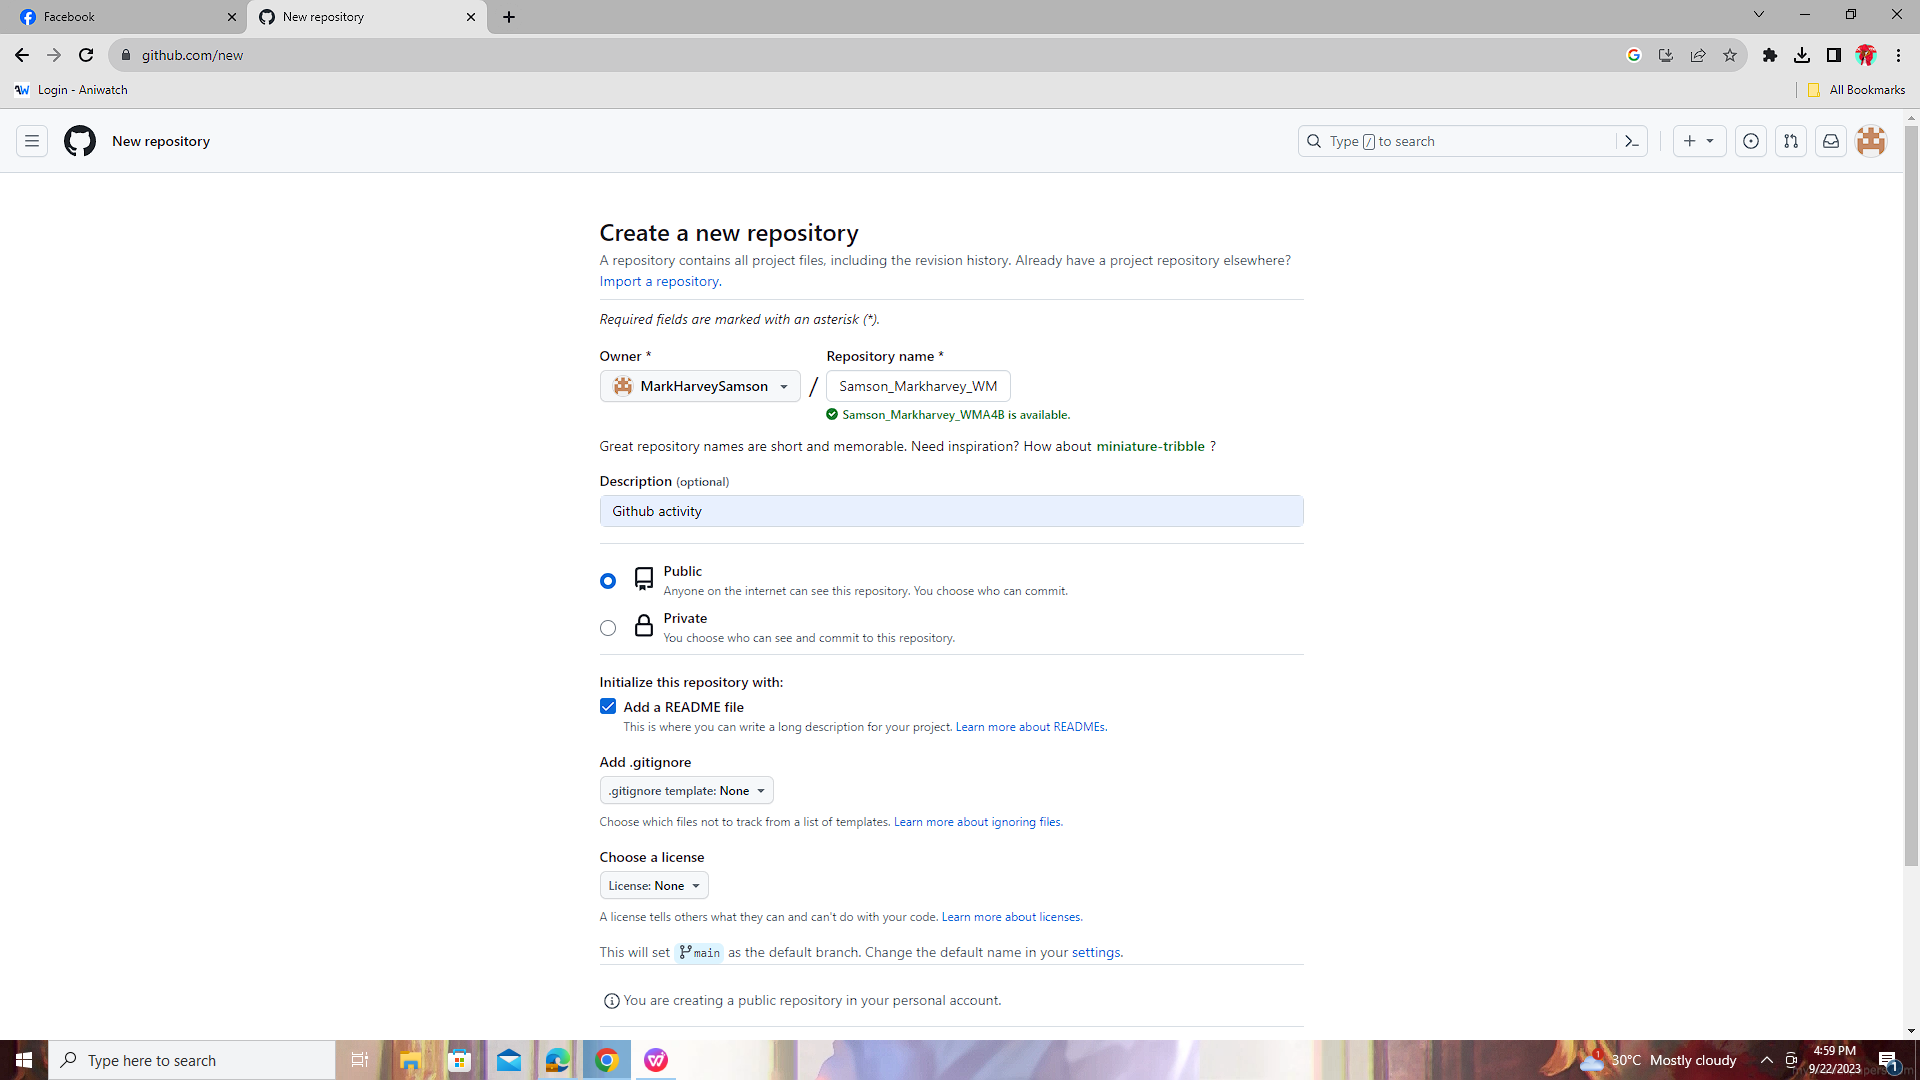 Facebook
New repository
github.com/new
Login - Aniwatch
All Bookmarks
New repository
Type / to search
Create a new repository
A repository contains all project files, including the revision history. Already have a project repository elsewhere?
Import a repository.
Required fields are marked with an asterisk (*).
Owner *
Repository name *
MarkHarveySamson
/
Samson_Markharvey_WM
Samson_Markharvey_WMA4B is available.
Great repository names are short and memorable. Need inspiration? How about miniature-tribble ?
Description (optional)
Github activity
Public
Anyone on the internet can see this repository. You choose who can commit.
Private
You choose who can see and commit to this repository.
Initialize this repository with:
Add a README file
This is where you can write a long description for your project. Learn more about READMEs.
Add .gitignore
.gitignore template: None
Choose which files not to track from a list of templates. Learn more about ignoring files.
Choose a license
License: None
A license tells others what they can and can't do with your code. Learn more about licenses.
This will set main as the default branch. Change the default name in your settings.
You are creating a public repository in your personal account.
Type here to search
1
30°C Mostly cloudy
4:59 PM
9/22/2023
1